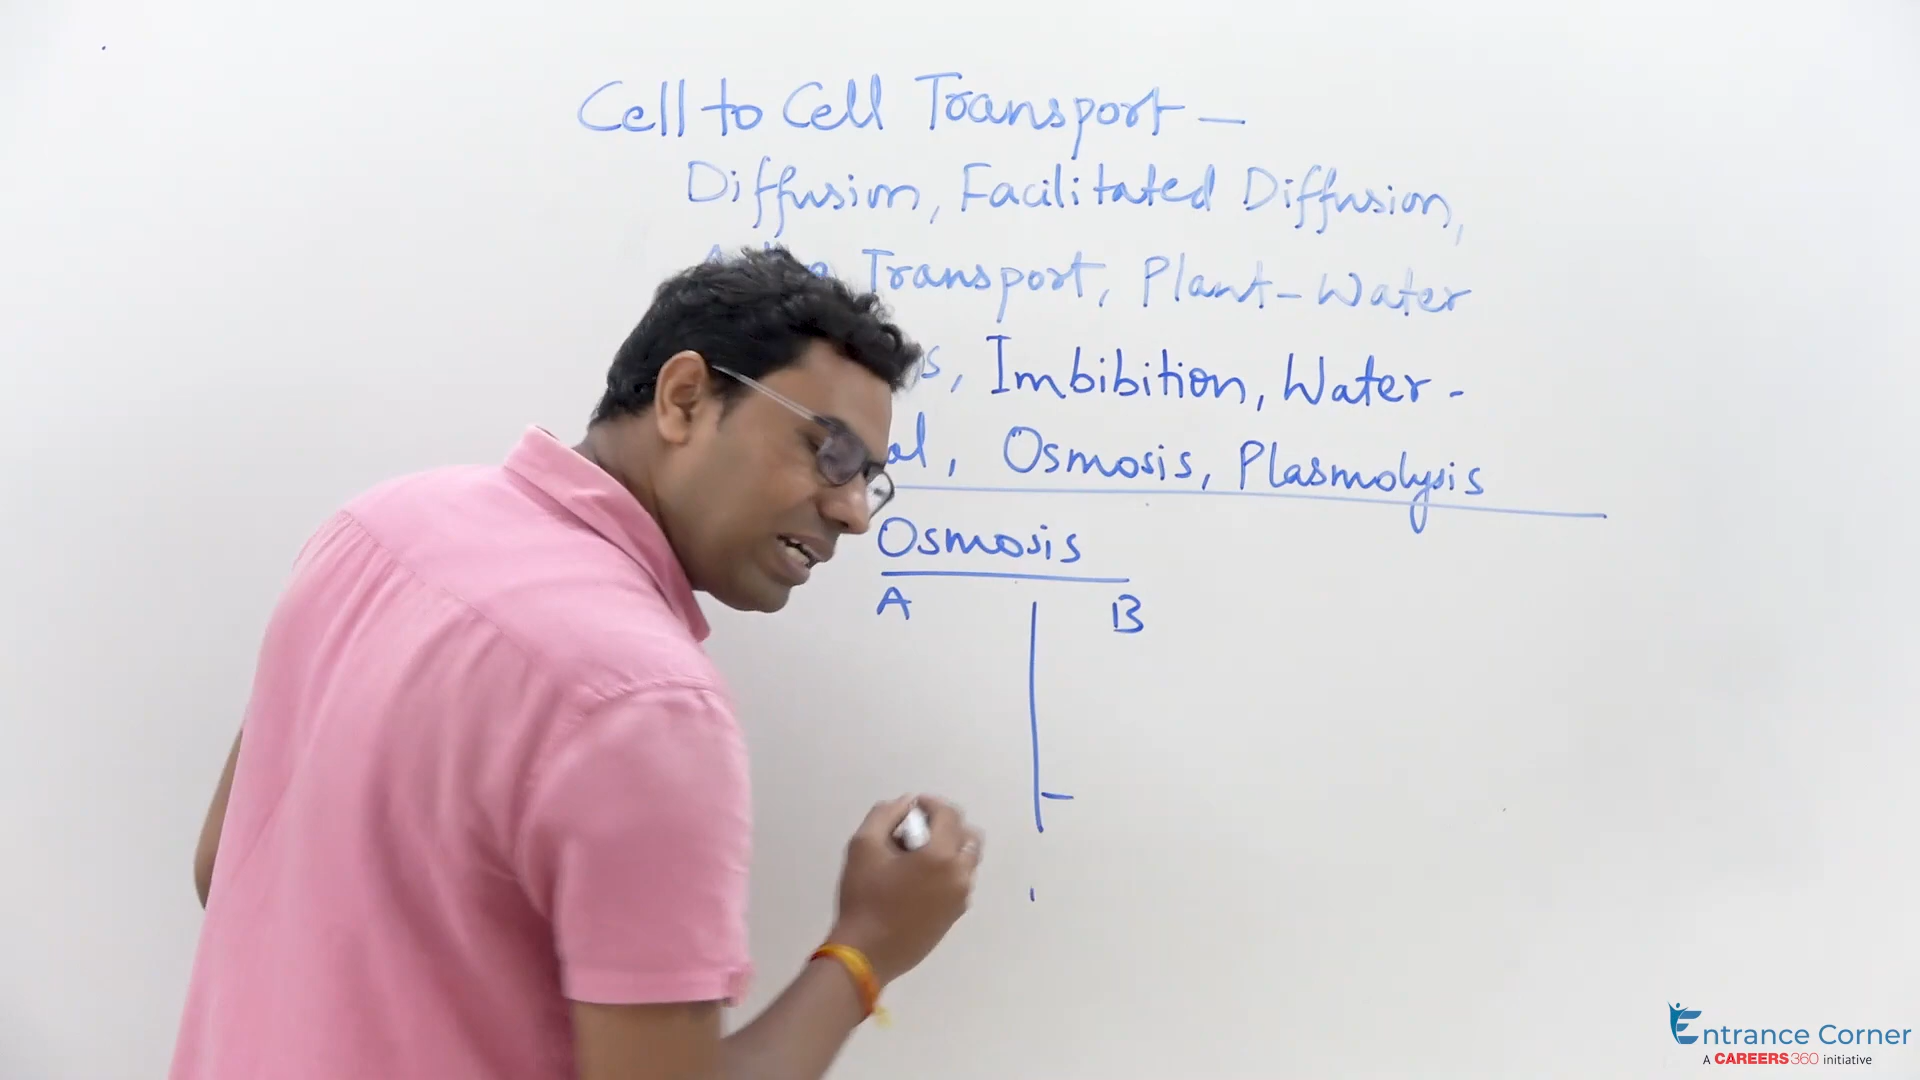 Cell to Cell Transport -
Diffusion, Facilitated Diffusion,
Transport, Plant-Water
, Imbibition, Water-
, Osmosis, Plasmolysis
Osmosis
A B
Entrance Corner
A CAREERS360 initiative